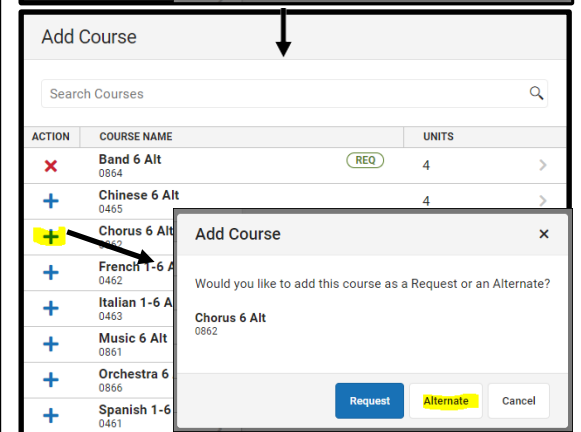 Add Course
Search Courses
ACTION COURSE NAME UNITS
Band 6 Alt REQ 4
0864
Chinese 6 Alt 4
0465
Chorus 6 Alt
0862
French 1-6 A
0462
Italian 1-6 A
0463
Music 6 Alt
0861
Orchestra 6
0866
Spanish 1-6
0461
Add Course ×
Would you like to add this course as a Request or an Alternate?
Chorus 6 Alt
0862
Request Alternate Cancel